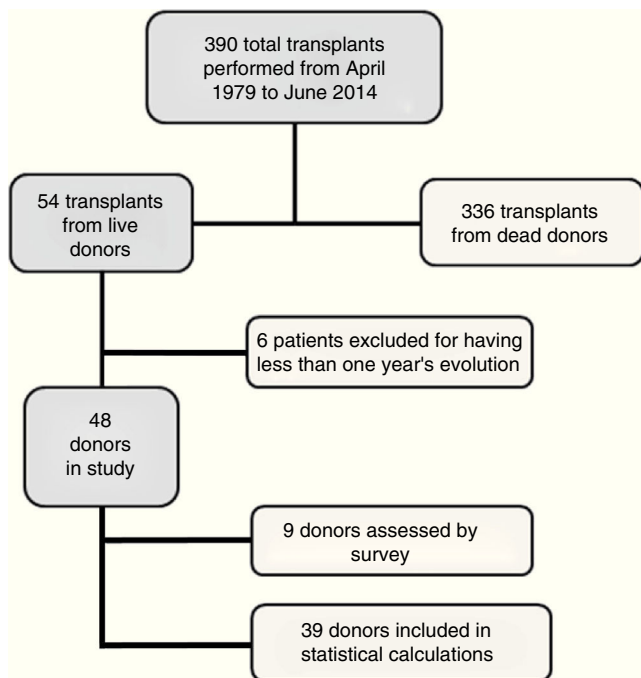 390 total transplants
performed from April
1979 to June 2014
54 transplants
from live
donors
336 transplants
from dead donors
6 patients excluded for having
less than one year's evolution
48
donors
in study
9 donors assessed by
survey
39 donors included in
statistical calculations